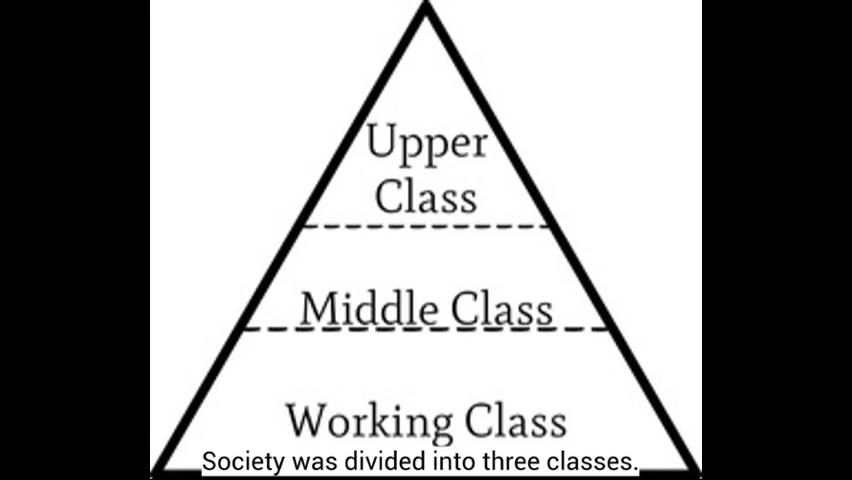 Upper
Class
Middle Class
Working Class
Society was divided into three classes.